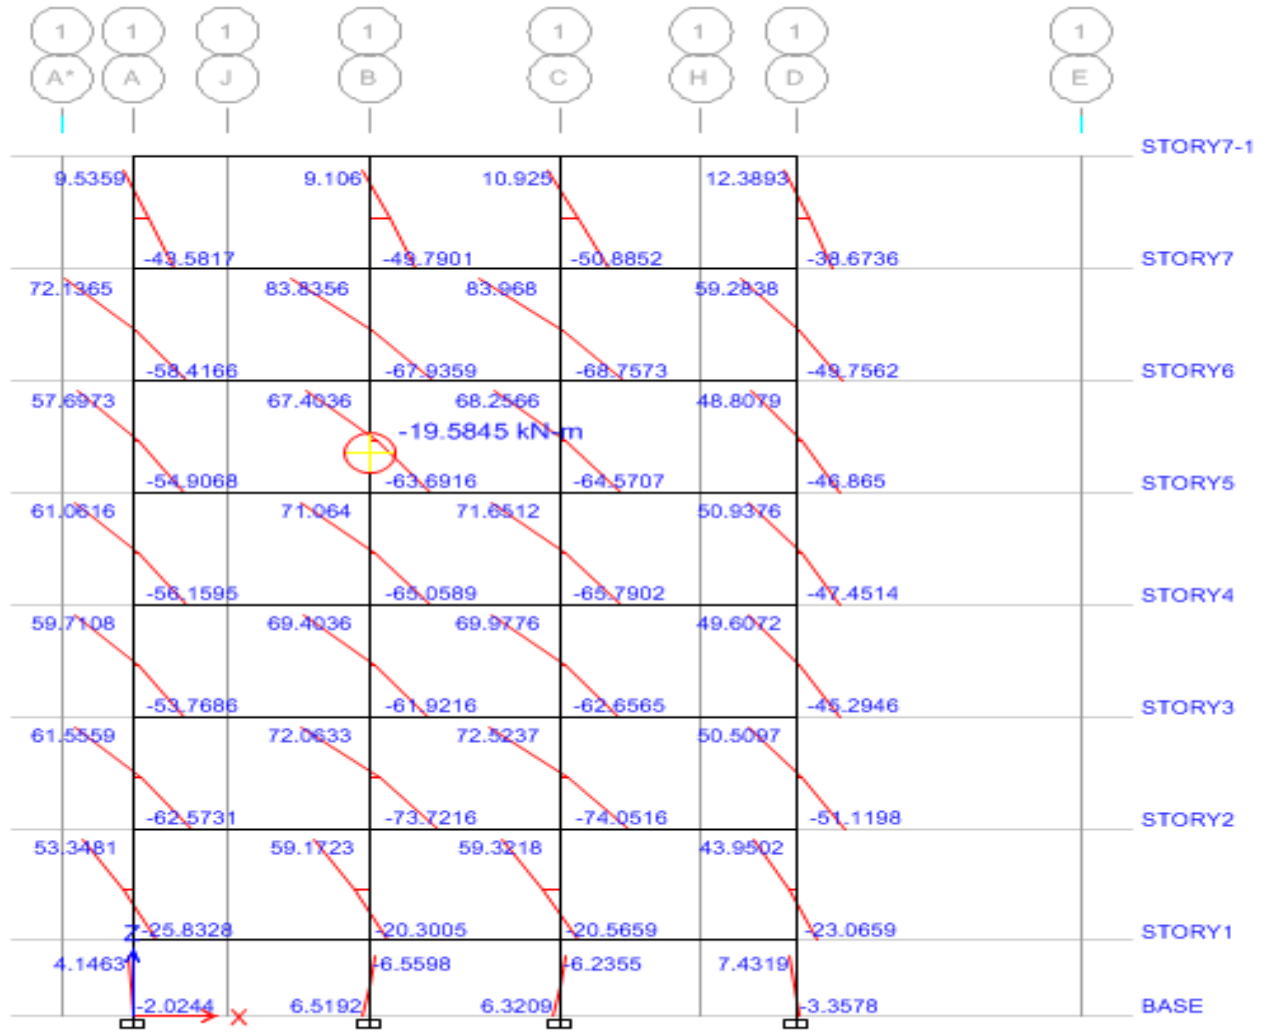 1 1 1 1 1 1 1 1
A* A J B C H D E
STORY7-1
9.5359 9.106 10.925 12.3893
-43.5817 -49.7901 -50.8852 -38.6736 STORY7
72.1365 83.8356 83.968 59.2838
-58.4166 -67.9359 -68.7573 -49.7562 STORY6
57.6973 67.4036 68.2566 48.8079
-19.5845 kN-m
-54.9068 -63.6916 -64.5707 -46.865 STORY5
61.0616 71.064 71.6512 50.9376
-56.1595 -65.0589 -65.7902 -47.4514 STORY4
59.7108 69.4036 69.9776 49.6072
-53.7686 -61.9216 -62.6565 -45.2946 STORY3
61.5559 72.0633 72.5237 50.5097
-62.5731 -73.7216 -74.0516 -51.1198 STORY2
53.3481 59.1723 59.3218 43.9502
Z -25.8328 -20.3005 -20.5659 -23.0659 STORY1
4.1463 -6.5598 -6.2355 7.4319
-2.0244 6.5192 6.3209 -3.3578 BASE
X